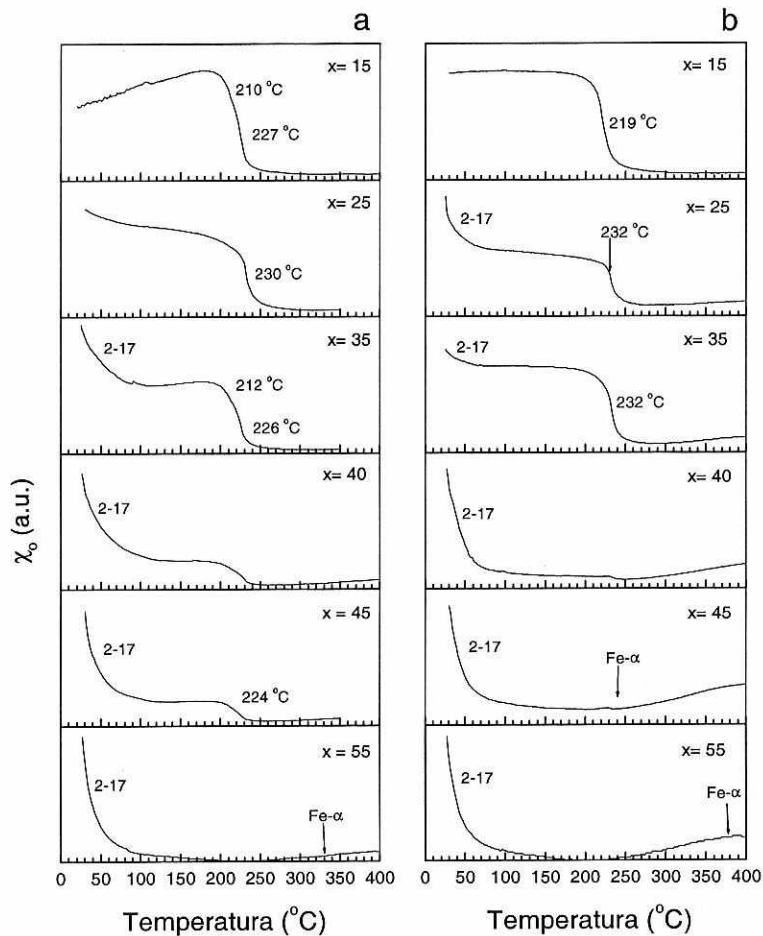 a
x= 15
210 °C
227 °C
x= 25
230 °C
2-17
x= 35
212 °C
226 °C
x= 40
2-17
x = 45
2-17
224 °C
x= 55
2-17
Fe-α
0 50 100 150 200 250 300 350 400
Temperatura (°C)
χₒ (a.u.)
b
x= 15
219 °C
2-17
x= 25
232 °C
x= 35
2-17
232 °C
x= 40
2-17
x= 45
2-17
Fe-α
x= 55
2-17
Fe-α
0 50 100 150 200 250 300 350 400
Temperatura (°C)